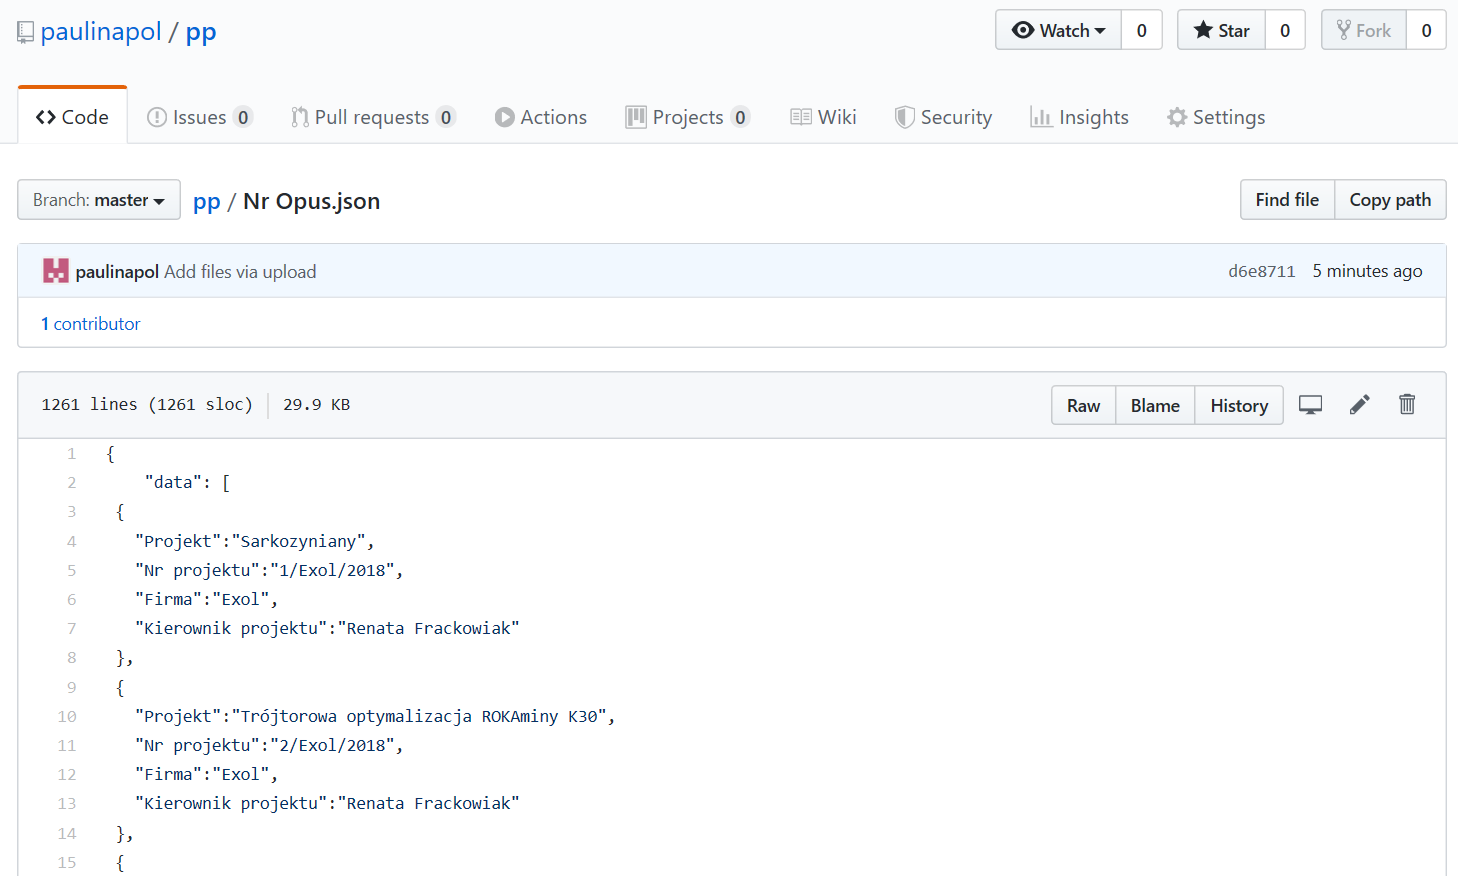 paulinapol / pp
Watch 0 Star 0 Fork 0
Code Issues 0 Pull requests 0 Actions Projects 0 Wiki Security Insights Settings
Branch: master pp / Nr Opus.json Find file Copy path
paulinapol Add files via upload d6e8711 5 minutes ago
1 contributor
1261 lines (1261 sloc) 29.9 KB Raw Blame History
1 {
2 "data": [
3 {
4 "Projekt":"Sarkozyniany",
5 "Nr projektu":"1/Exol/2018",
6 "Firma":"Exol",
7 "Kierownik projektu":"Renata Frackowiak"
8 },
9 {
10 "Projekt":"Trójtorowa optymalizacja ROKAminy K30",
11 "Nr projektu":"2/Exol/2018",
12 "Firma":"Exol",
13 "Kierownik projektu":"Renata Frackowiak"
14 },
15 {